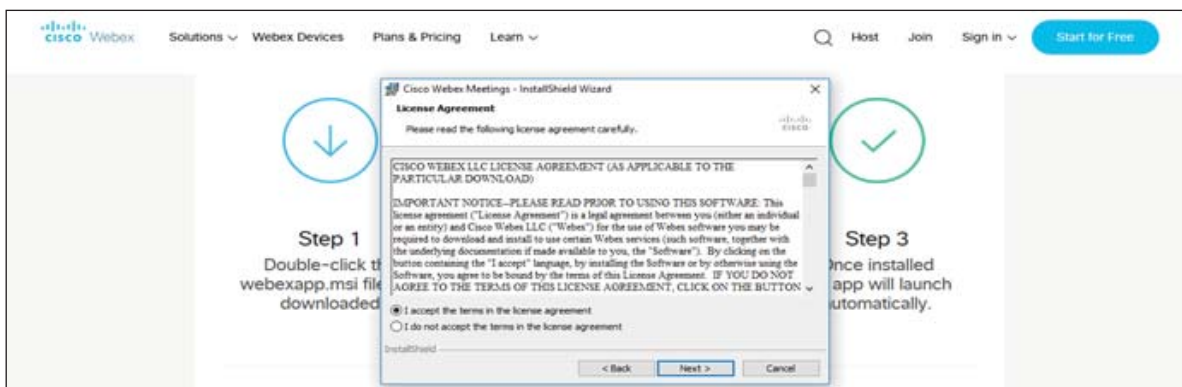 CISCO Webex
Solutions Webex Devices Plans & Pricing Learn Host Join Sign in Start for Free
Cisco Webex Meetings - InstallShield Wizard
License Agreement
Please read the following license agreement carefully.
CISCO
CISCO WEBEX LLC LICENSE AGREEMENT (AS APPLICABLE TO THE
PARTICULAR DOWNLOAD)
IMPORTANT NOTICE--PLEASE READ PRIOR TO USING THIS SOFTWARE: This
license agreement ("License Agreement") is a legal agreement between you (either an individual
or an entity) and Cisco Webex LLC ("Webex") for the use of Webex software you may be
required to download and install to use certain Webex services (such software, together with
the underlying documentation if made available to you, the "Software"). By clicking on the
button containing the "I accept" language, by installing the Software or by otherwise using the
Software, you agree to be bound by the terms of this License Agreement. IF YOU DO NOT
AGREE TO THE TERMS OF THIS LICENSE AGREEMENT, CLICK ON THE BUTTON
I accept the terms in the license agreement
I do not accept the terms in the license agreement
InstallShield
< Back Next > Cancel
Step 1
Double-click
webexapp.msi
downloaded
Step 3
Once installed
app will launch
automatically.